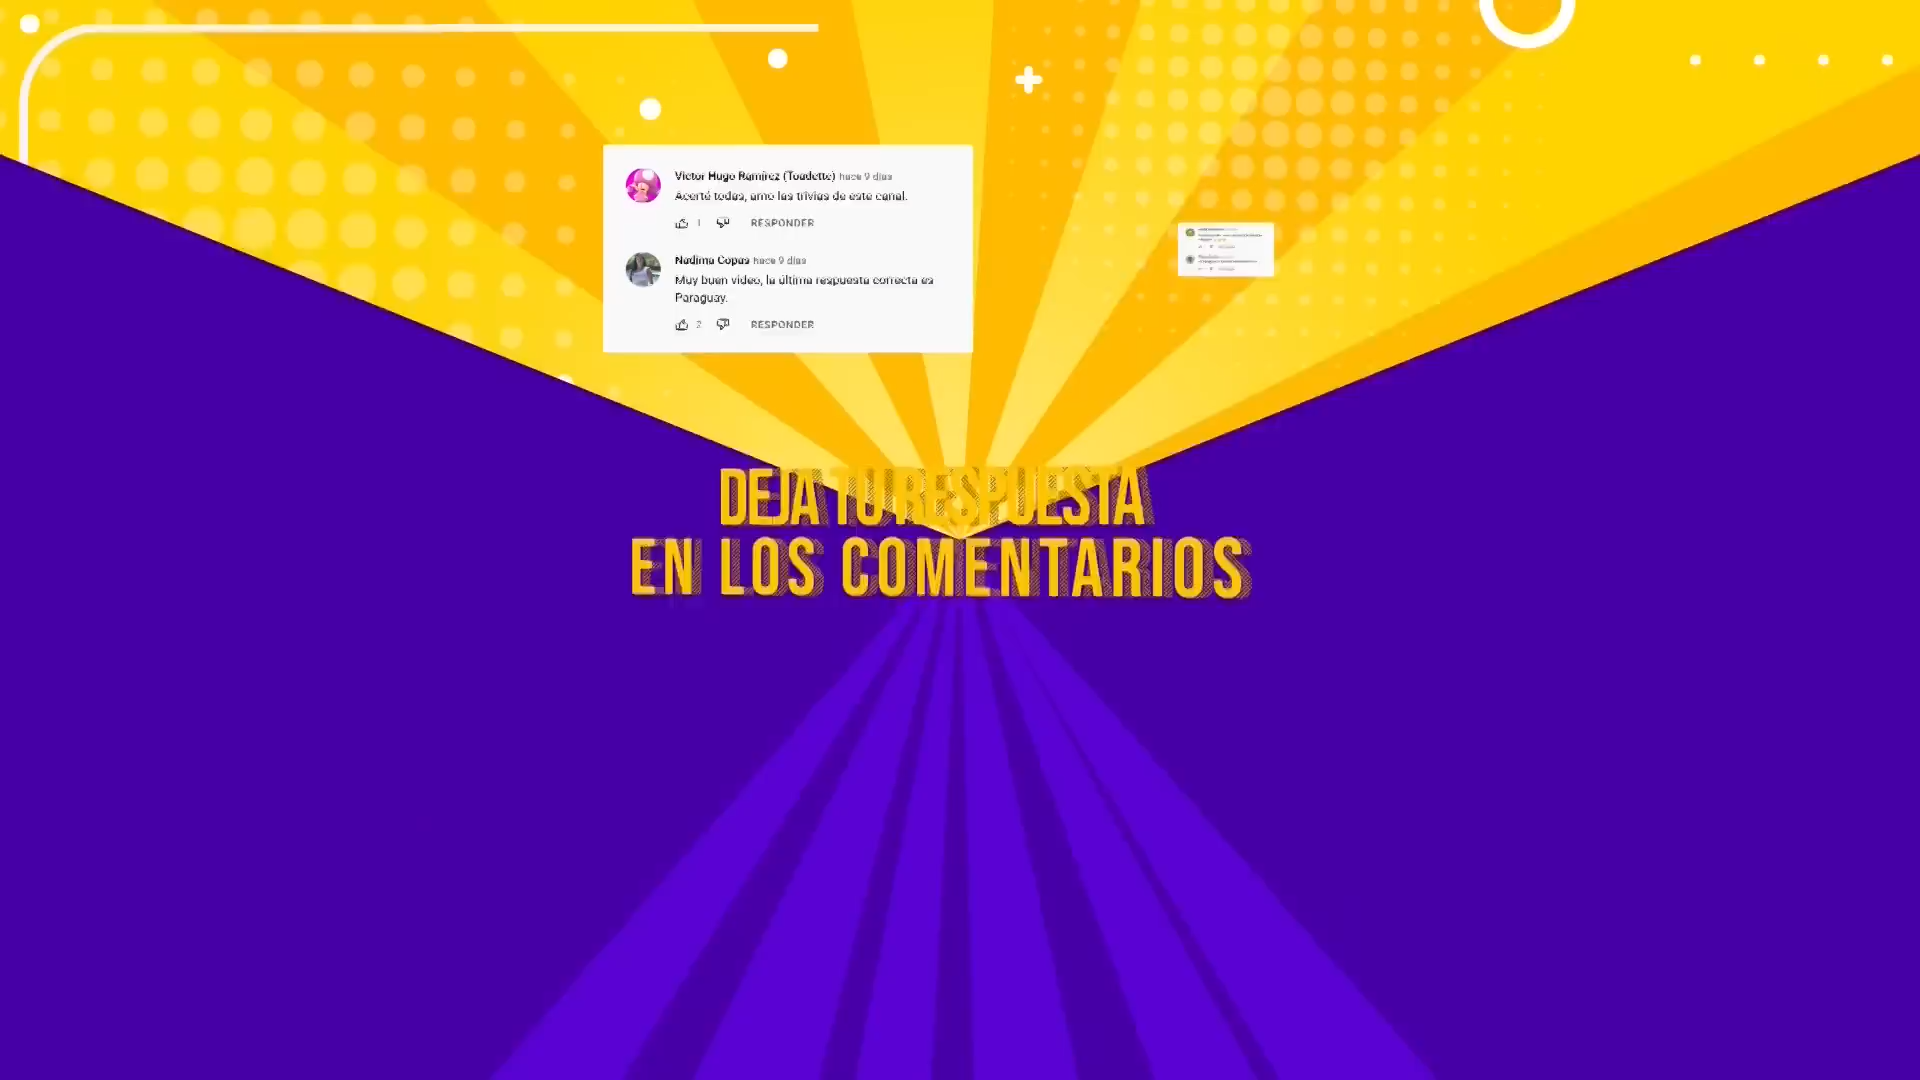 Victor Hugo Ramírez (Toadette) hace 9 días
Acerté todas, amo las trivias de este canal.
1 RESPONDER
Nadima Copas hace 9 días
Muy buen video, la última respuesta correcta es
Paraguay.
2 RESPONDER
DEJA TU RESPUESTA
EN LOS COMENTARIOS